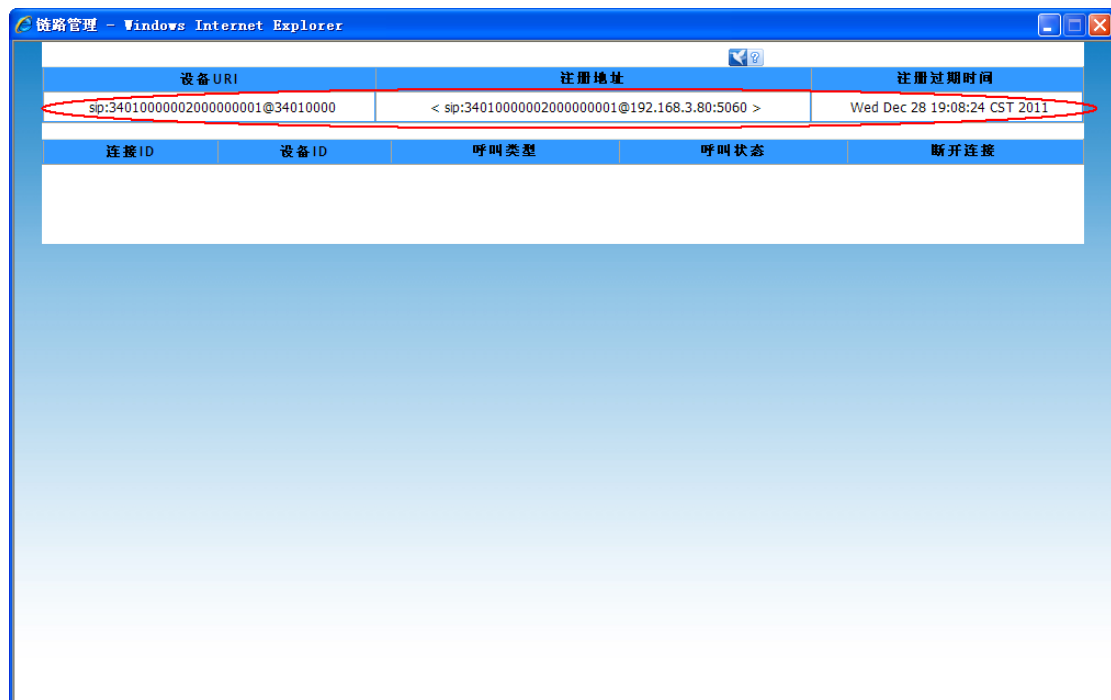 链路管理 - Windows Internet Explorer
设备URI 注册地址 注册过期时间
sip:34010000002000000001@34010000 < sip:34010000002000000001@192.168.3.80:5060 > Wed Dec 28 19:08:24 CST 2011
连接ID 设备ID 呼叫类型 呼叫状态 断开连接